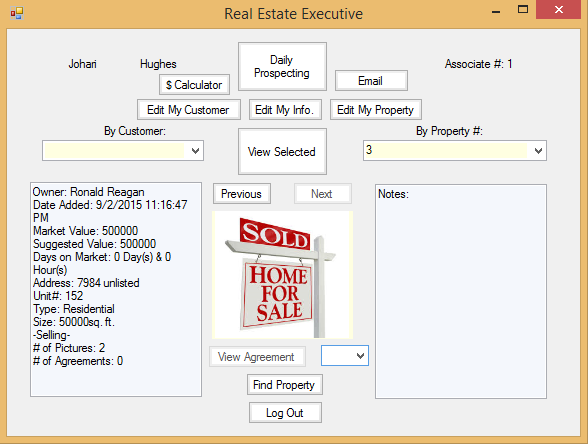 Real Estate Executive
Johari Hughes Daily Prospecting Associate #: 1
$ Calculator Email
Edit My Customer Edit My Info. Edit My Property
By Customer: View Selected By Property #:
3
Owner: Ronald Reagan
Date Added: 9/2/2015 11:16:47
PM
Market Value: 500000
Suggested Value: 500000
Days on Market: 0 Day(s) & 0
Hour(s)
Address: 7984 unlisted
Unit#: 152
Type: Residential
Size: 50000sq. ft.
-Selling-
# of Pictures: 2
# of Agreements: 0
Previous Next
SOLD
HOME
FOR
SALE
View Agreement
Find Property
Log Out
Notes: